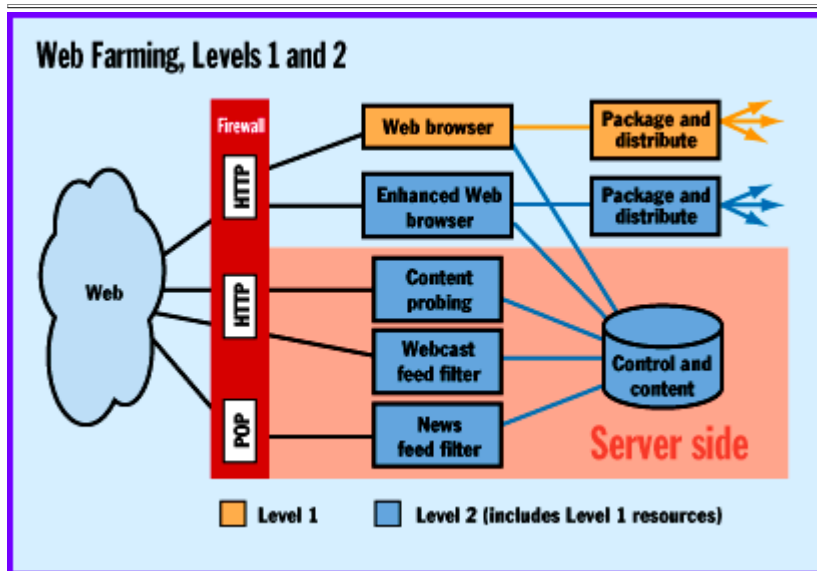 Web Farming, Levels 1 and 2
Firewall
Web browser
Package and
distribute
HTTP
Enhanced Web
browser
Package and
distribute
Web
HTTP
Content
probing
Webcast
feed filter
Control and
content
POP
News
feed filter
Server side
Level 1
Level 2 (includes Level 1 resources)